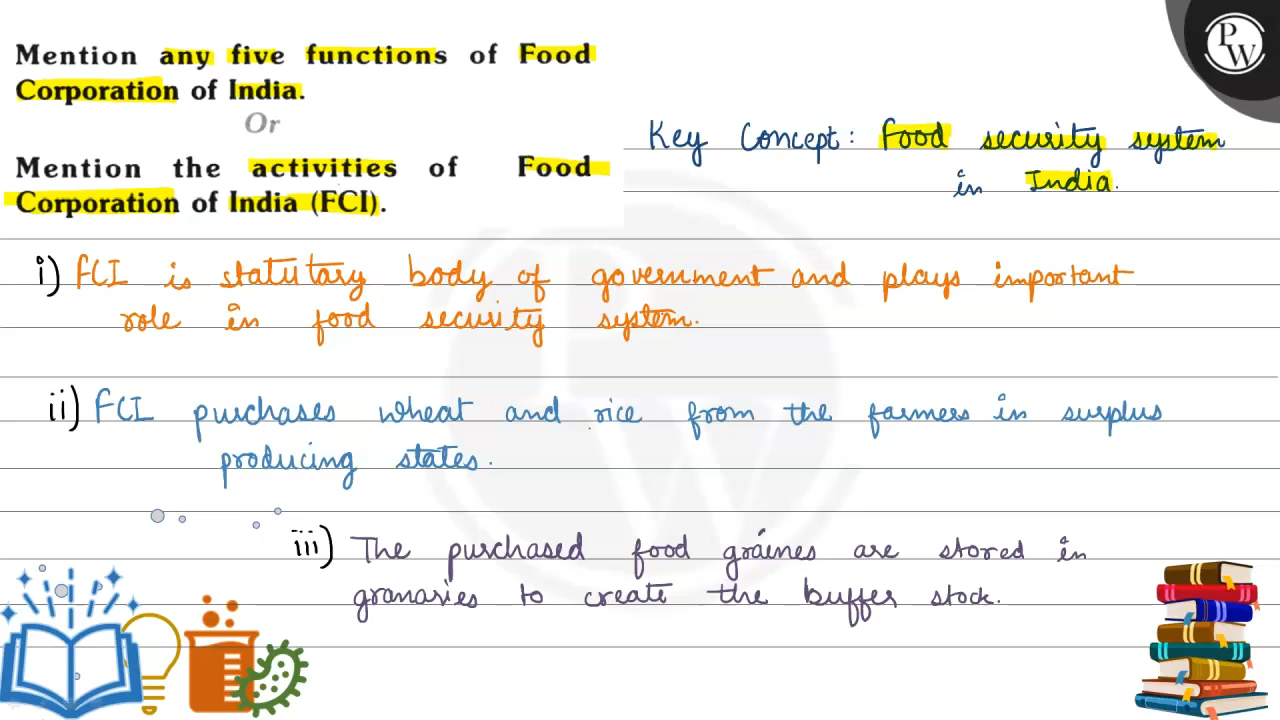 Mention any five functions of Food
Corporation of India.
Or
Mention the activities of Food
Corporation of India (FCI).
PW
Key Concept: Food security system
in India.
i) FCI is statutary body of government and plays important
role in food security system.
ii) FCI purchases wheat and rice from the farmers in surplus
producing states.
iii) The purchased food graines are stored in
granaries to create the buffer stock.